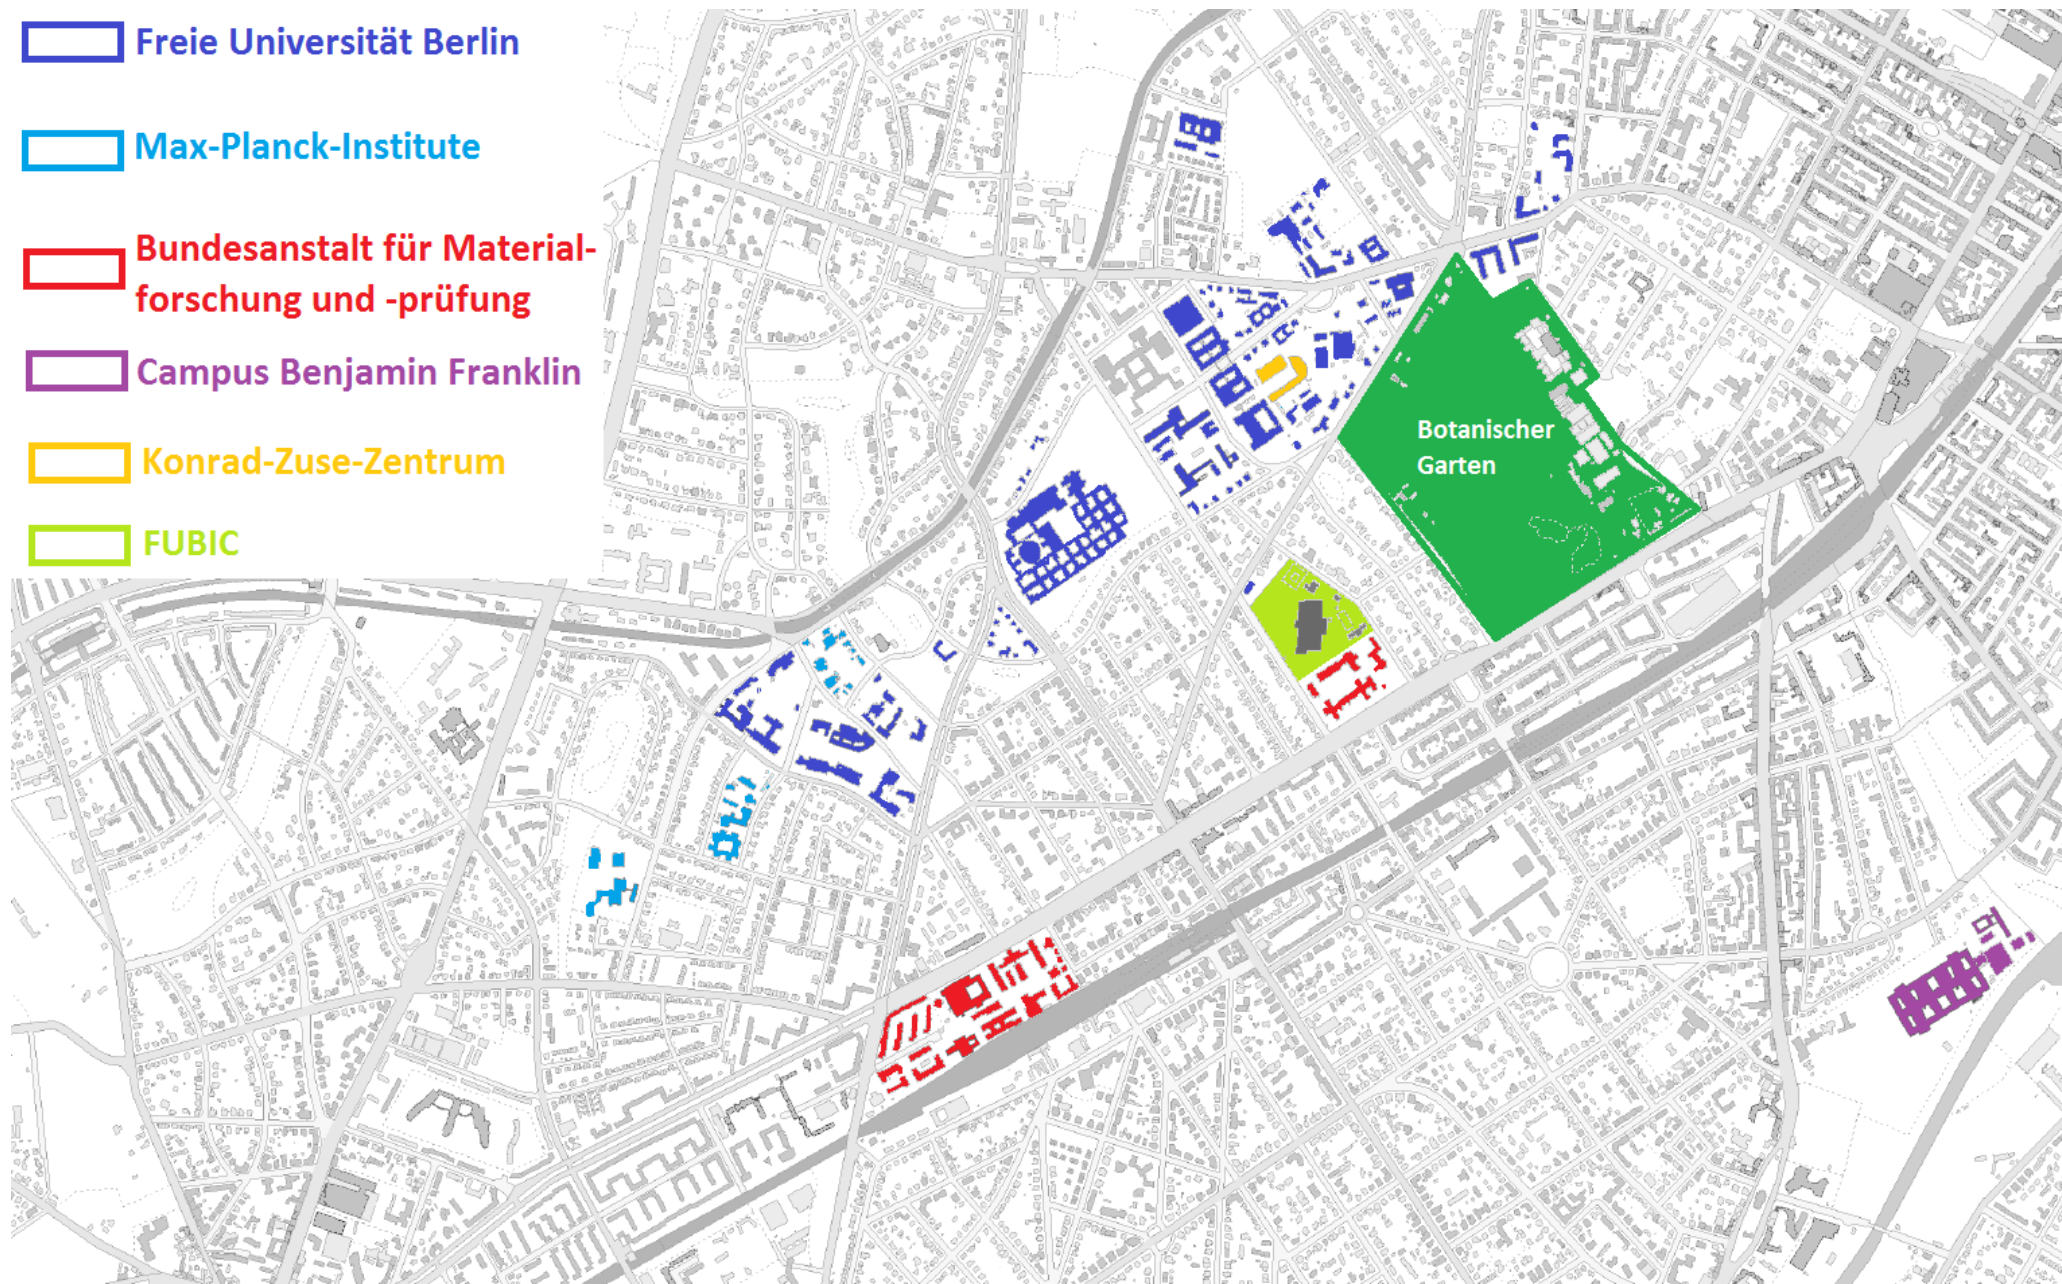 Freie Universität Berlin
Max-Planck-Institute
Bundesanstalt für Material-
forschung und -prüfung
Campus Benjamin Franklin
Konrad-Zuse-Zentrum
FUBIC
Botanischer
Garten